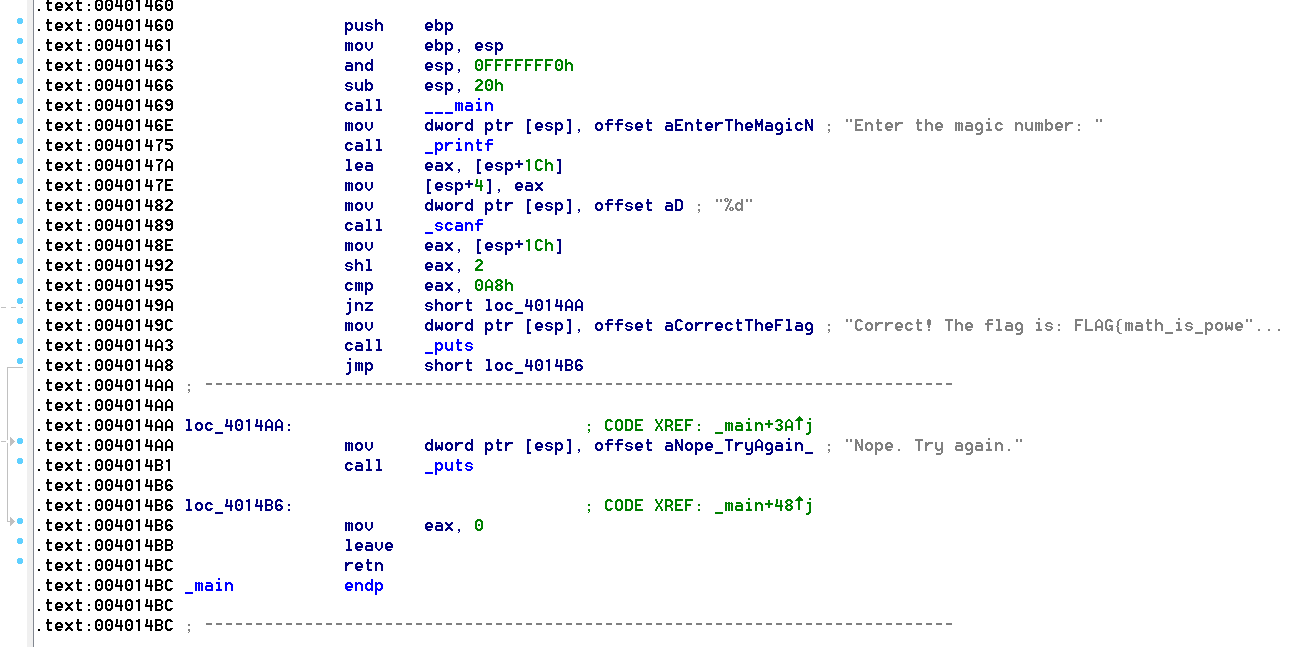 .text:00401460
.text:00401460 push ebp
.text:00401461 mov ebp, esp
.text:00401463 and esp, 0FFFFFFF0h
.text:00401466 sub esp, 20h
.text:00401469 call ___main
.text:0040146E mov dword ptr [esp], offset aEnterTheMagicN ; "Enter the magic number: "
.text:00401475 call _printf
.text:0040147A lea eax, [esp+1Ch]
.text:0040147E mov [esp+4], eax
.text:00401482 mov dword ptr [esp], offset aD ; "%d"
.text:00401489 call _scanf
.text:0040148E mov eax, [esp+1Ch]
.text:00401492 shl eax, 2
.text:00401495 cmp eax, 0A8h
.text:0040149A jnz short loc_4014AA
.text:0040149C mov dword ptr [esp], offset aCorrectTheFlag ; "Correct! The flag is: FLAG{math_is_powe"...
.text:004014A3 call _puts
.text:004014A8 jmp short loc_4014B6
.text:004014AA ; ---------------------------------------------------------------------------
.text:004014AA
.text:004014AA loc_4014AA: ; CODE XREF: _main+3A↑j
.text:004014AA mov dword ptr [esp], offset aNope_TryAgain_ ; "Nope. Try again."
.text:004014B1 call _puts
.text:004014B6
.text:004014B6 loc_4014B6: ; CODE XREF: _main+48↑j
.text:004014B6 mov eax, 0
.text:004014BB leave
.text:004014BC retn
.text:004014BC _main endp
.text:004014BC
.text:004014BC ; ---------------------------------------------------------------------------